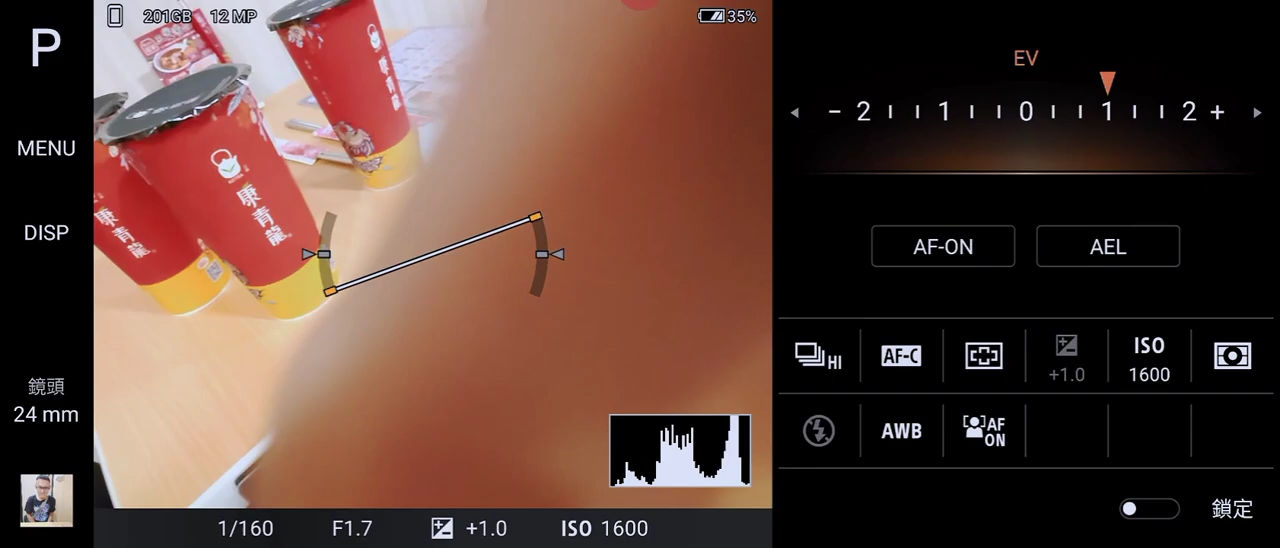 P
MENU
DISP
鏡頭
24 mm
201GB 12 MP
35%
康青龍
康青龍
康青龍
1/160 F1.7 +1.0 ISO 1600
EV
− 2 1 0 1 2 +
AF-ON AEL
HI AF-C +1.0 ISO 1600
AWB AF ON
鎖定